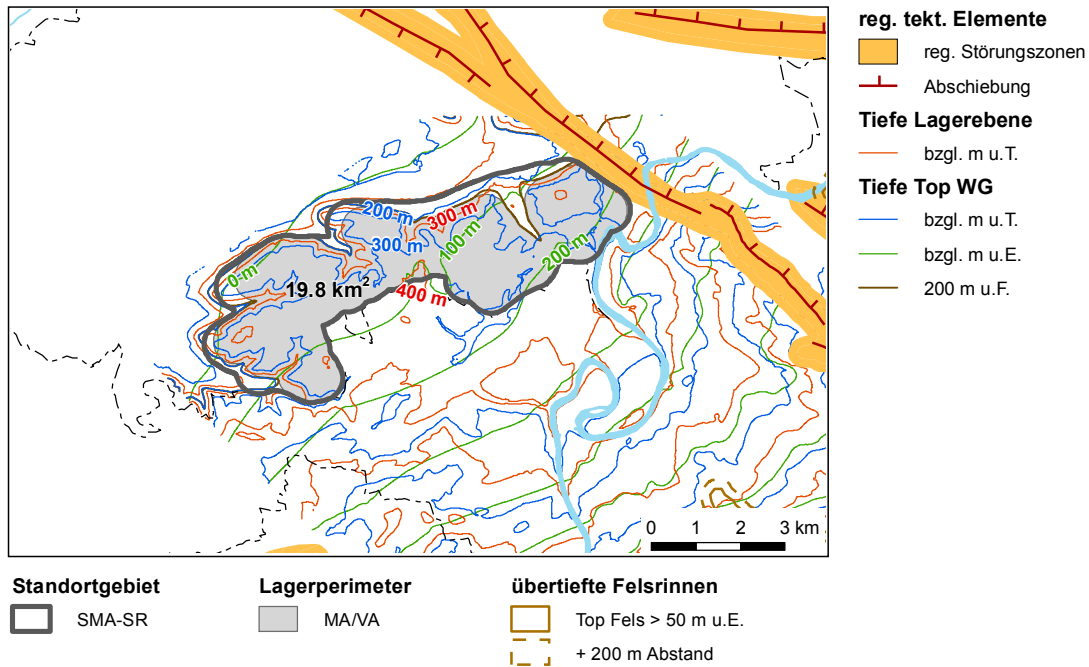 reg. tekt. Elemente
reg. Störungszonen
Abschiebung
Tiefe Lagerebene
bzgl. m u.T.
Tiefe Top WG
bzgl. m u.T.
bzgl. m u.E.
200 m u.F.
200 m
300 m
300 m
100 m
200 m
0 m
19.8 km²
400 m
0 1 2 3 km
Standortgebiet
SMA-SR
Lagerperimeter
MA/VA
übertiefte Felsrinnen
Top Fels > 50 m u.E.
+ 200 m Abstand